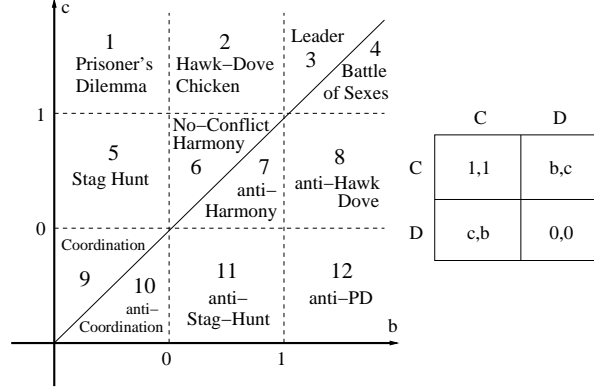 c
1
Prisoner's
Dilemma
2
Hawk−Dove
Chicken
Leader
3
4
Battle
of Sexes
1
5
Stag Hunt
No−Conflict
Harmony
6
7
anti−
Harmony
8
anti−Hawk
Dove
0
Coordination
9
10
anti−
Coordination
11
anti−
Stag−Hunt
12
anti−PD
b
0
1
C D
C 1,1 b,c
D c,b 0,0